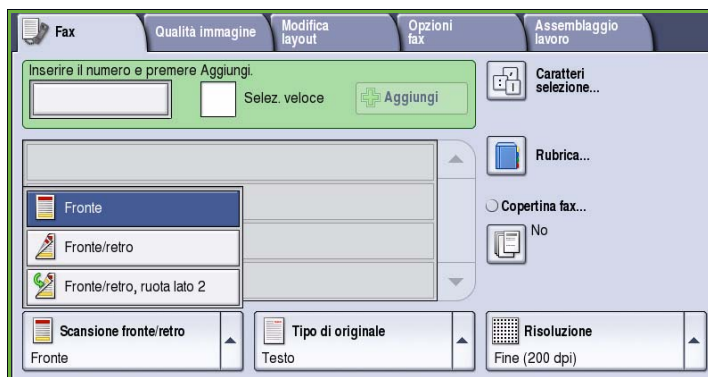 Fax
Qualità immagine
Modifica
layout
Opzioni
fax
Assemblaggio
lavoro
Inserire il numero e premere Aggiungi.
Selez. veloce
Aggiungi
Caratteri
selezione...
Rubrica...
Copertina fax...
No
Fronte
Fronte/retro
Fronte/retro, ruota lato 2
Scansione fronte/retro
Fronte
Tipo di originale
Testo
Risoluzione
Fine (200 dpi)